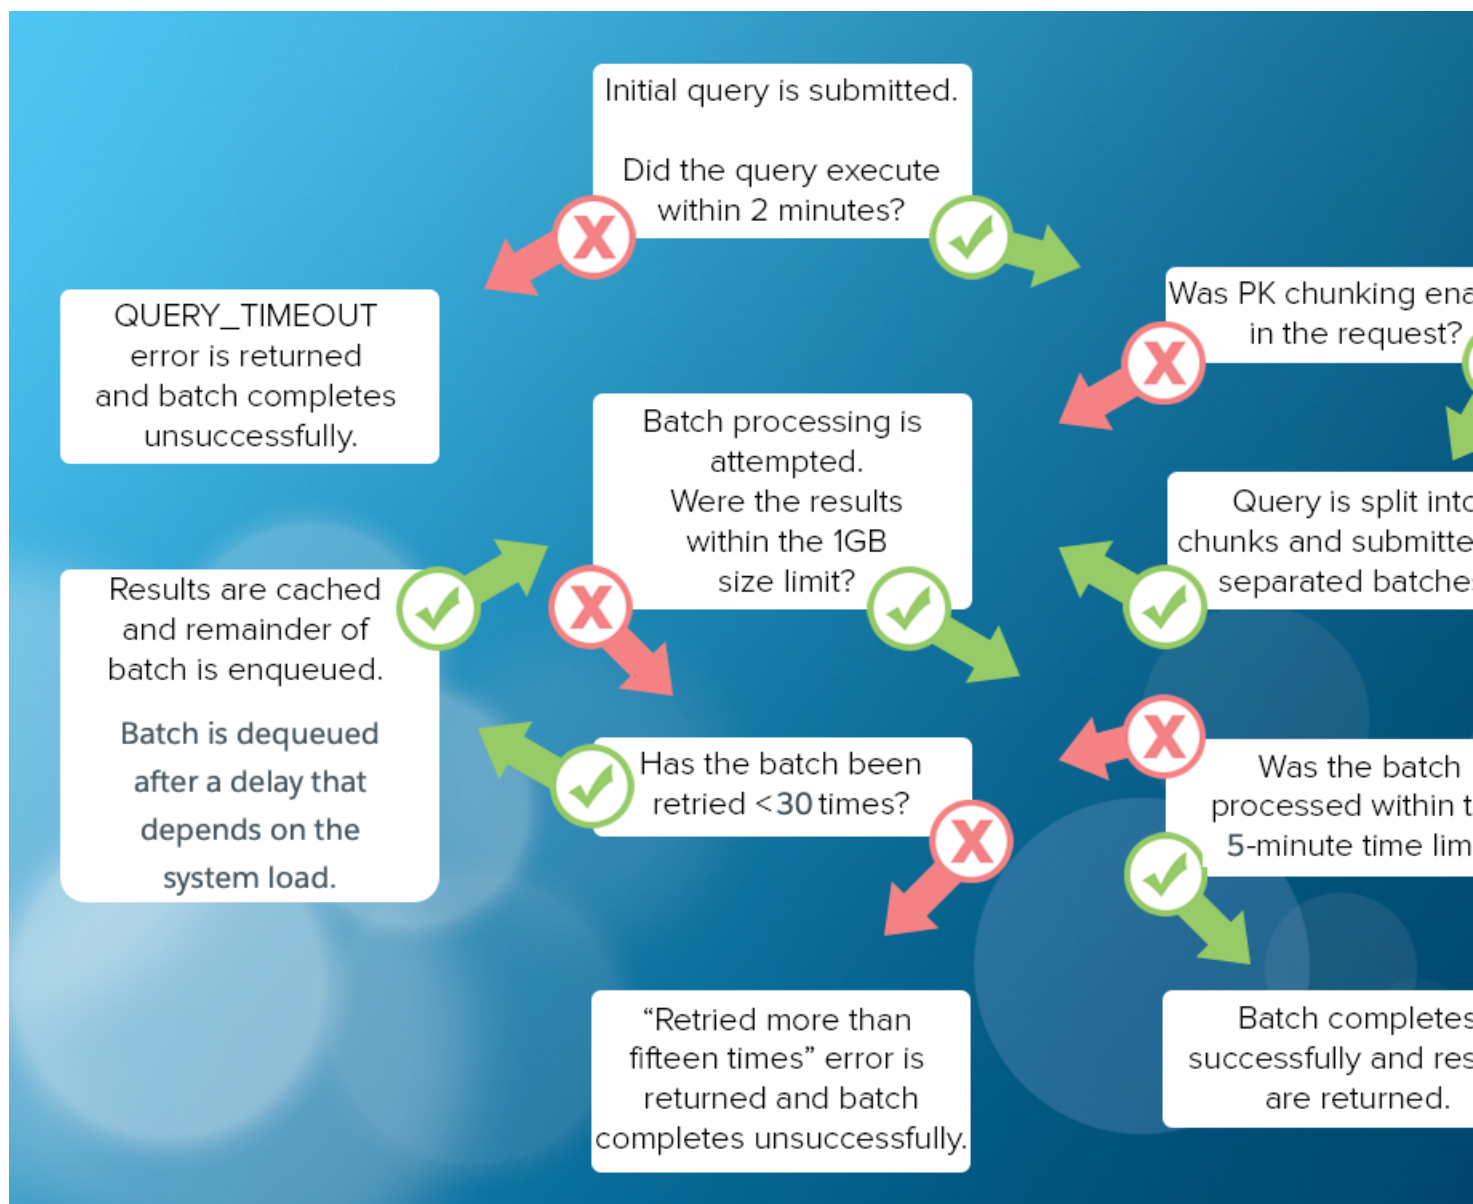 Initial query is submitted.
Did the query execute
within 2 minutes?
QUERY_TIMEOUT
error is returned
and batch completes
unsuccessfully.
Was PK chunking ena
in the request?
Batch processing is
attempted.
Were the results
within the 1GB
size limit?
Query is split into
chunks and submitte
separated batches
Results are cached
and remainder of
batch is enqueued.
Batch is dequeued
after a delay that
depends on the
system load.
Has the batch been
retried <30 times?
Was the batch
processed within t
5-minute time lim
“Retried more than
fifteen times” error is
returned and batch
completes unsuccessfully.
Batch completes
successfully and res
are returned.